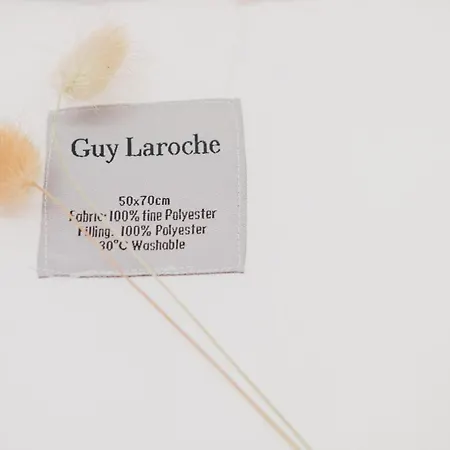 Guy Laroche
50x70cm
Fabric 100% fine Polyester
Filling. 100% Polyester
30°C Washable